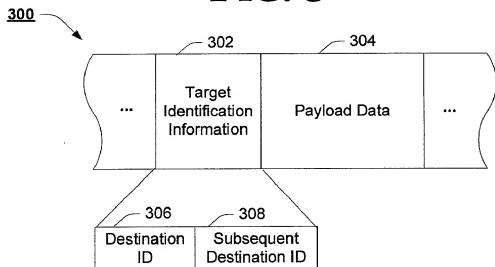 300
302
304
...
Target
Identification
Information
Payload Data
...
306
308
Destination
ID
Subsequent
Destination ID